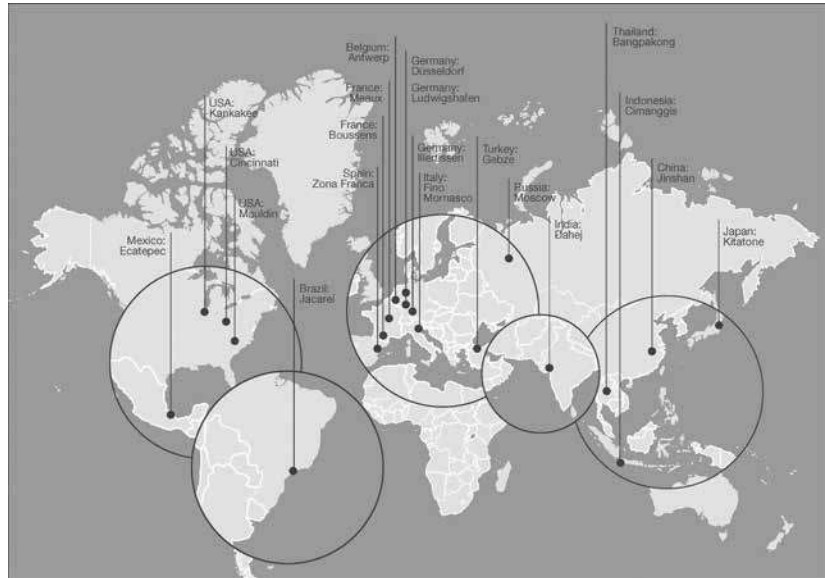 Thailand:
Bangpakong
Belgium:
Antwerp
Germany:
Düsseldorf
France:
Meaux
Germany:
Ludwigshafen
Indonesia:
Cimanggis
USA:
Kankakee
France:
Boussens
USA:
Cincinnati
Germany:
Illertissen
Turkey:
Gebze
China:
Jinshan
Spain:
Zona Franca
Italy:
Fino
Mornasco
Russia:
Moscow
USA:
Mauldin
India:
Dahej
Japan:
Kitatone
Mexico:
Ecatepec
Brazil:
Jacareí